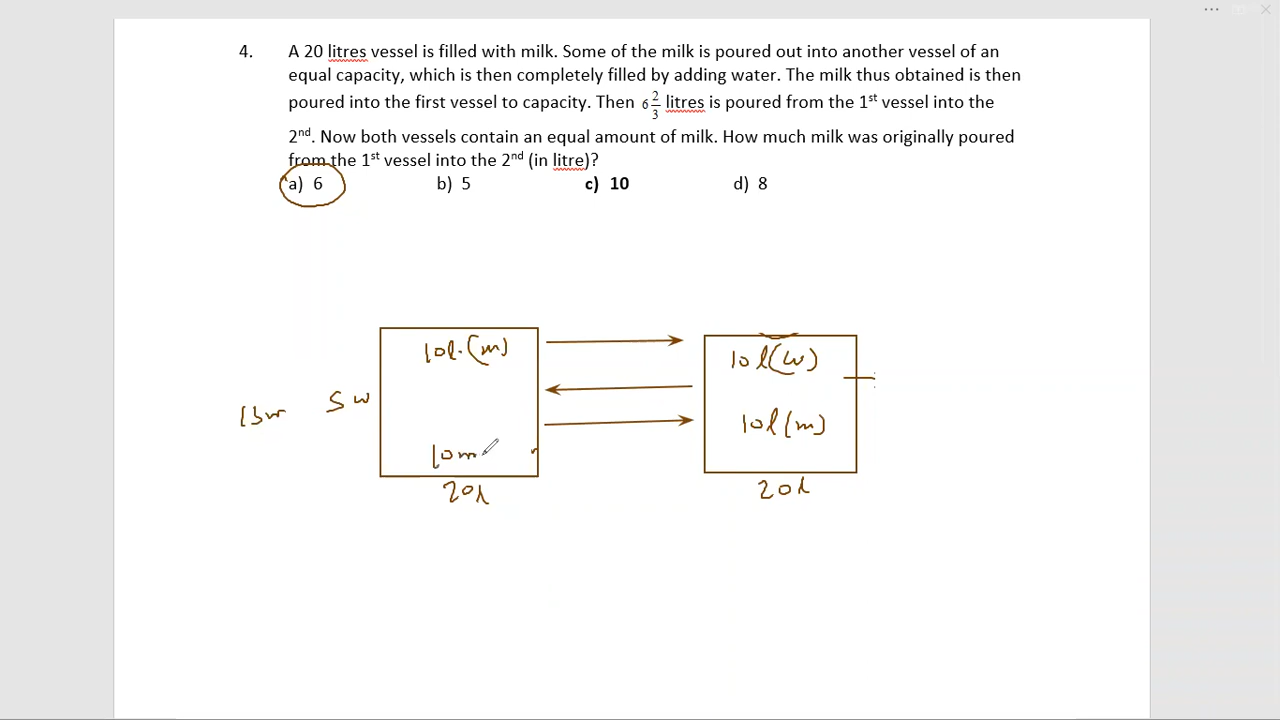 4. A 20 litres vessel is filled with milk. Some of the milk is poured out into another vessel of an
equal capacity, which is then completely filled by adding water. The milk thus obtained is then
poured into the first vessel to capacity. Then 6 2/3 litres is poured from the 1st vessel into the
2nd. Now both vessels contain an equal amount of milk. How much milk was originally poured
from the 1st vessel into the 2nd (in litre)?
a) 6 b) 5 c) 10 d) 8
10l.(m) 10l(w)
5w
10l(m)
10m
20l 20l